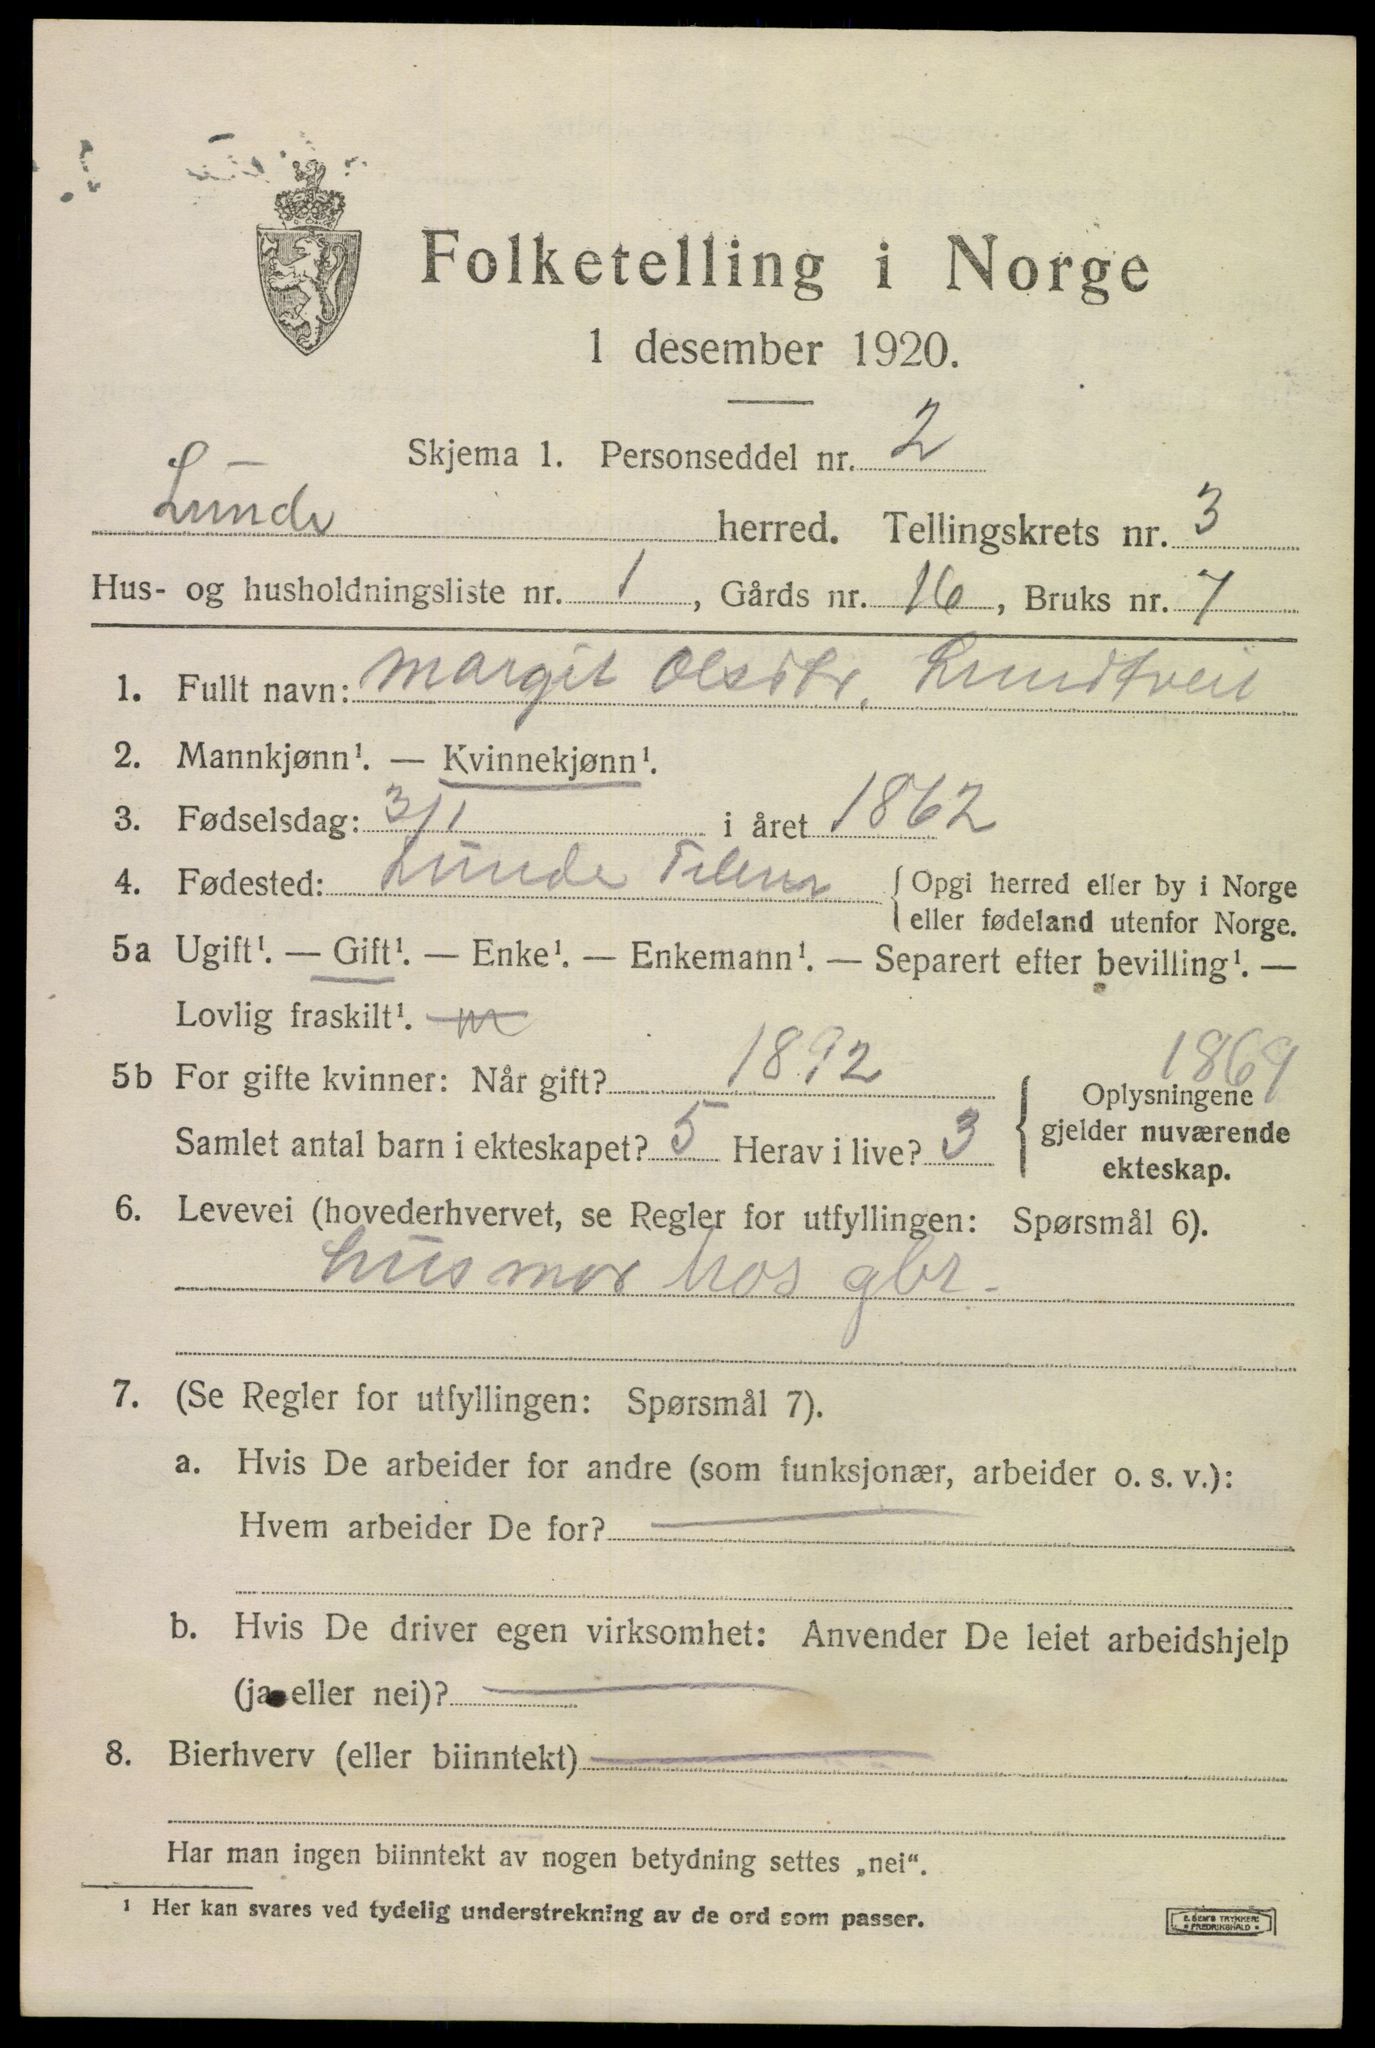 Folketelling i Norge
1 desember 1920.
Skjema 1. Personseddel nr. 2
Lunde herred. Tellingskrets nr. 3
Hus- og husholdningsliste nr. 1, Gårds nr. 16, Bruks nr. 7
1. Fullt navn: Margit Olsdtr. Lundtveit
2. Mannkjønn¹. — Kvinnekjønn¹.
3. Fødselsdag: 3/1 i året 1862
4. Fødested: Lunde Telem { Opgi herred eller by i Norge
eller fødeland utenfor Norge.
5a Ugift¹. — Gift¹. — Enke¹. — Enkemann¹. — Separert efter bevilling¹. —
Lovlig fraskilt¹. m
1869
5b For gifte kvinner: Når gift? 1892 Oplysningene
gjelder nuværende
Samlet antal barn i ekteskapet? 5 Herav i live? 3
ekteskap.
6. Levevei (hovederhvervet, se Regler for utfyllingen: Spørsmål 6).
husmor hos gbr.
7. (Se Regler for utfyllingen: Spørsmål 7).
a. Hvis De arbeider for andre (som funksjonær, arbeider o. s. v.):
Hvem arbeider De for? —
b. Hvis De driver egen virksomhet: Anvender De leiet arbeidshjelp
(ja eller nei)? —
8. Bierhverv (eller biinntekt) —
Har man ingen biinntekt av nogen betydning settes „nei“.
¹ Her kan svares ved tydelig understrekning av de ord som passer.
E. SEM'S TRYKKERI
FREDRIKSHALD